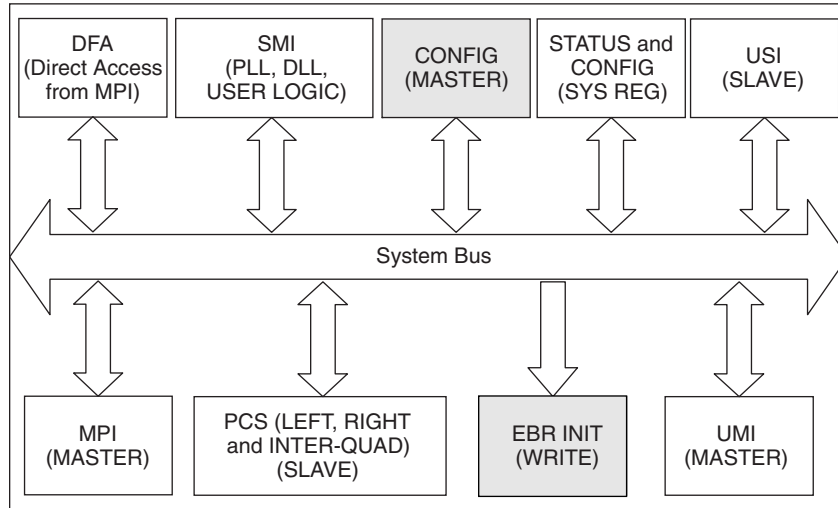 DFA
(Direct Access
from MPI)
SMI
(PLL, DLL,
USER LOGIC)
CONFIG
(MASTER)
STATUS and
CONFIG
(SYS REG)
USI
(SLAVE)
System Bus
MPI
(MASTER)
PCS (LEFT, RIGHT
and INTER-QUAD)
(SLAVE)
EBR INIT
(WRITE)
UMI
(MASTER)